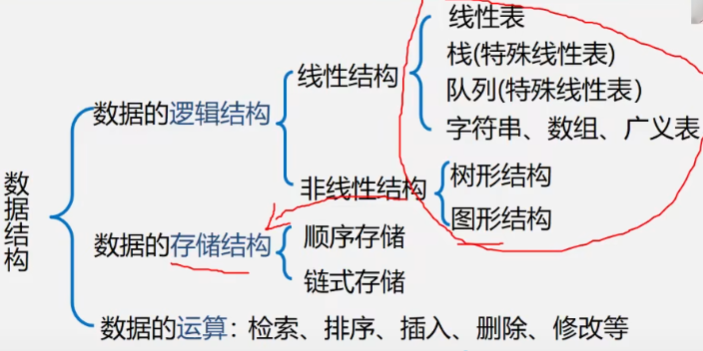 线性表
栈(特殊线性表)
线性结构
队列(特殊线性表)
数据的逻辑结构
字符串、数组、广义表
非线性结构
树形结构
图形结构
数据结构
数据的存储结构
顺序存储
链式存储
数据的运算：检索、排序、插入、删除、修改等